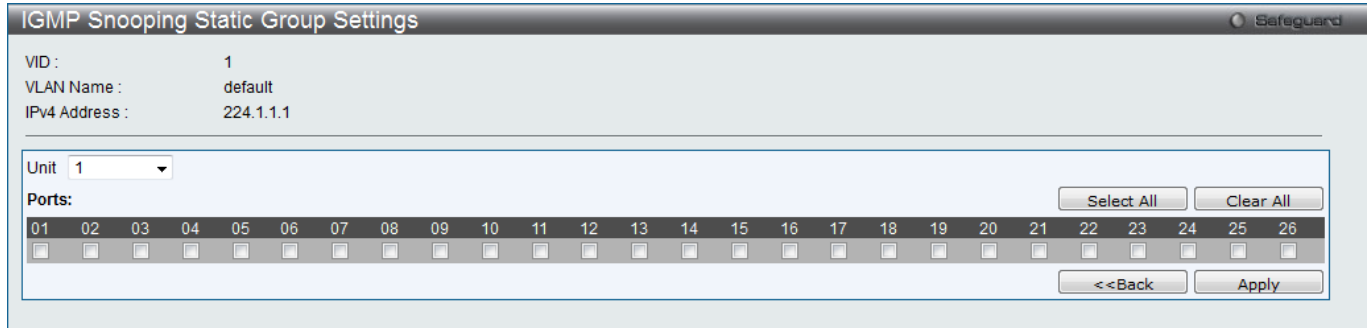 IGMP Snooping Static Group Settings Safeguard
VID : 1
VLAN Name : default
IPv4 Address : 224.1.1.1
Unit 1
Ports: Select All Clear All
01 02 03 04 05 06 07 08 09 10 11 12 13 14 15 16 17 18 19 20 21 22 23 24 25 26
<<Back Apply